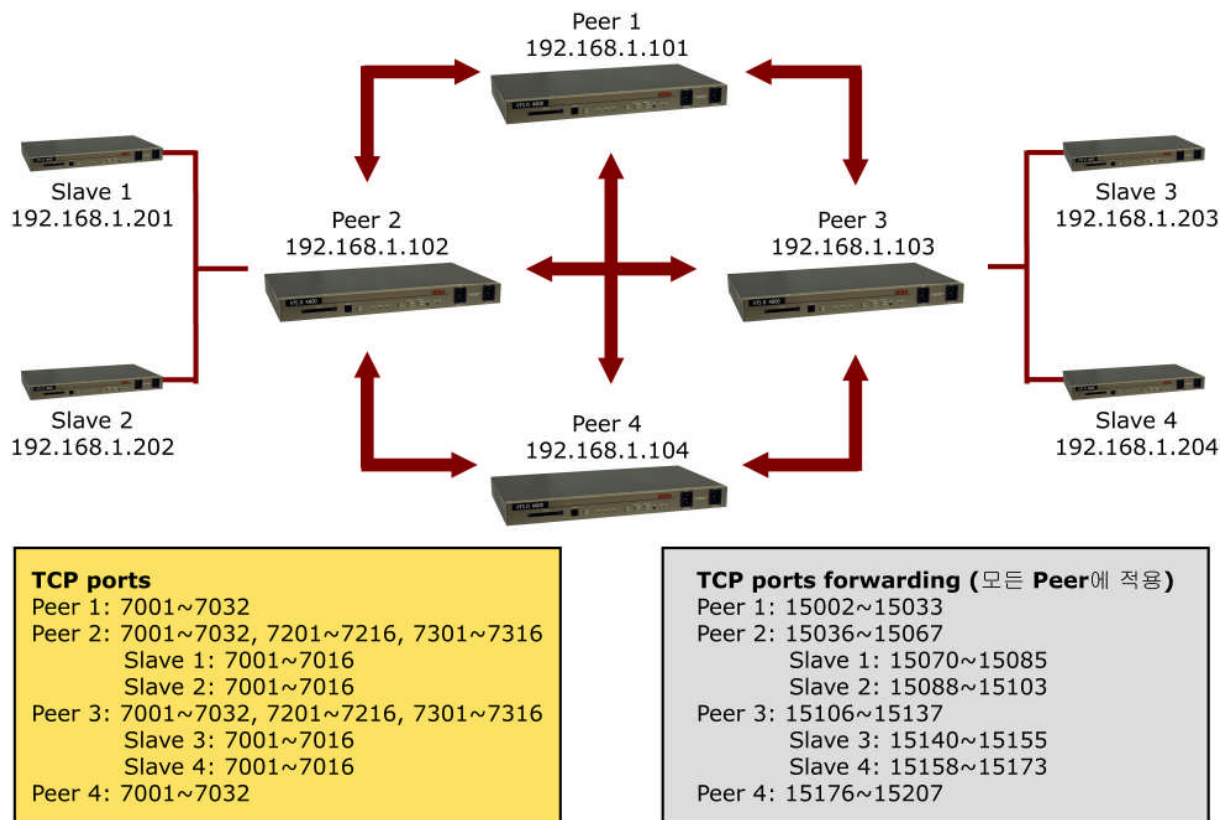 Peer 1
192.168.1.101
Slave 1
192.168.1.201
Peer 2
192.168.1.102
Peer 3
192.168.1.103
Slave 3
192.168.1.203
Slave 2
192.168.1.202
Peer 4
192.168.1.104
Slave 4
192.168.1.204
TCP ports
Peer 1: 7001~7032
Peer 2: 7001~7032, 7201~7216, 7301~7316
Slave 1: 7001~7016
Slave 2: 7001~7016
Peer 3: 7001~7032, 7201~7216, 7301~7316
Slave 3: 7001~7016
Slave 4: 7001~7016
Peer 4: 7001~7032
TCP ports forwarding (모든 Peer에 적용)
Peer 1: 15002~15033
Peer 2: 15036~15067
Slave 1: 15070~15085
Slave 2: 15088~15103
Peer 3: 15106~15137
Slave 3: 15140~15155
Slave 4: 15158~15173
Peer 4: 15176~15207